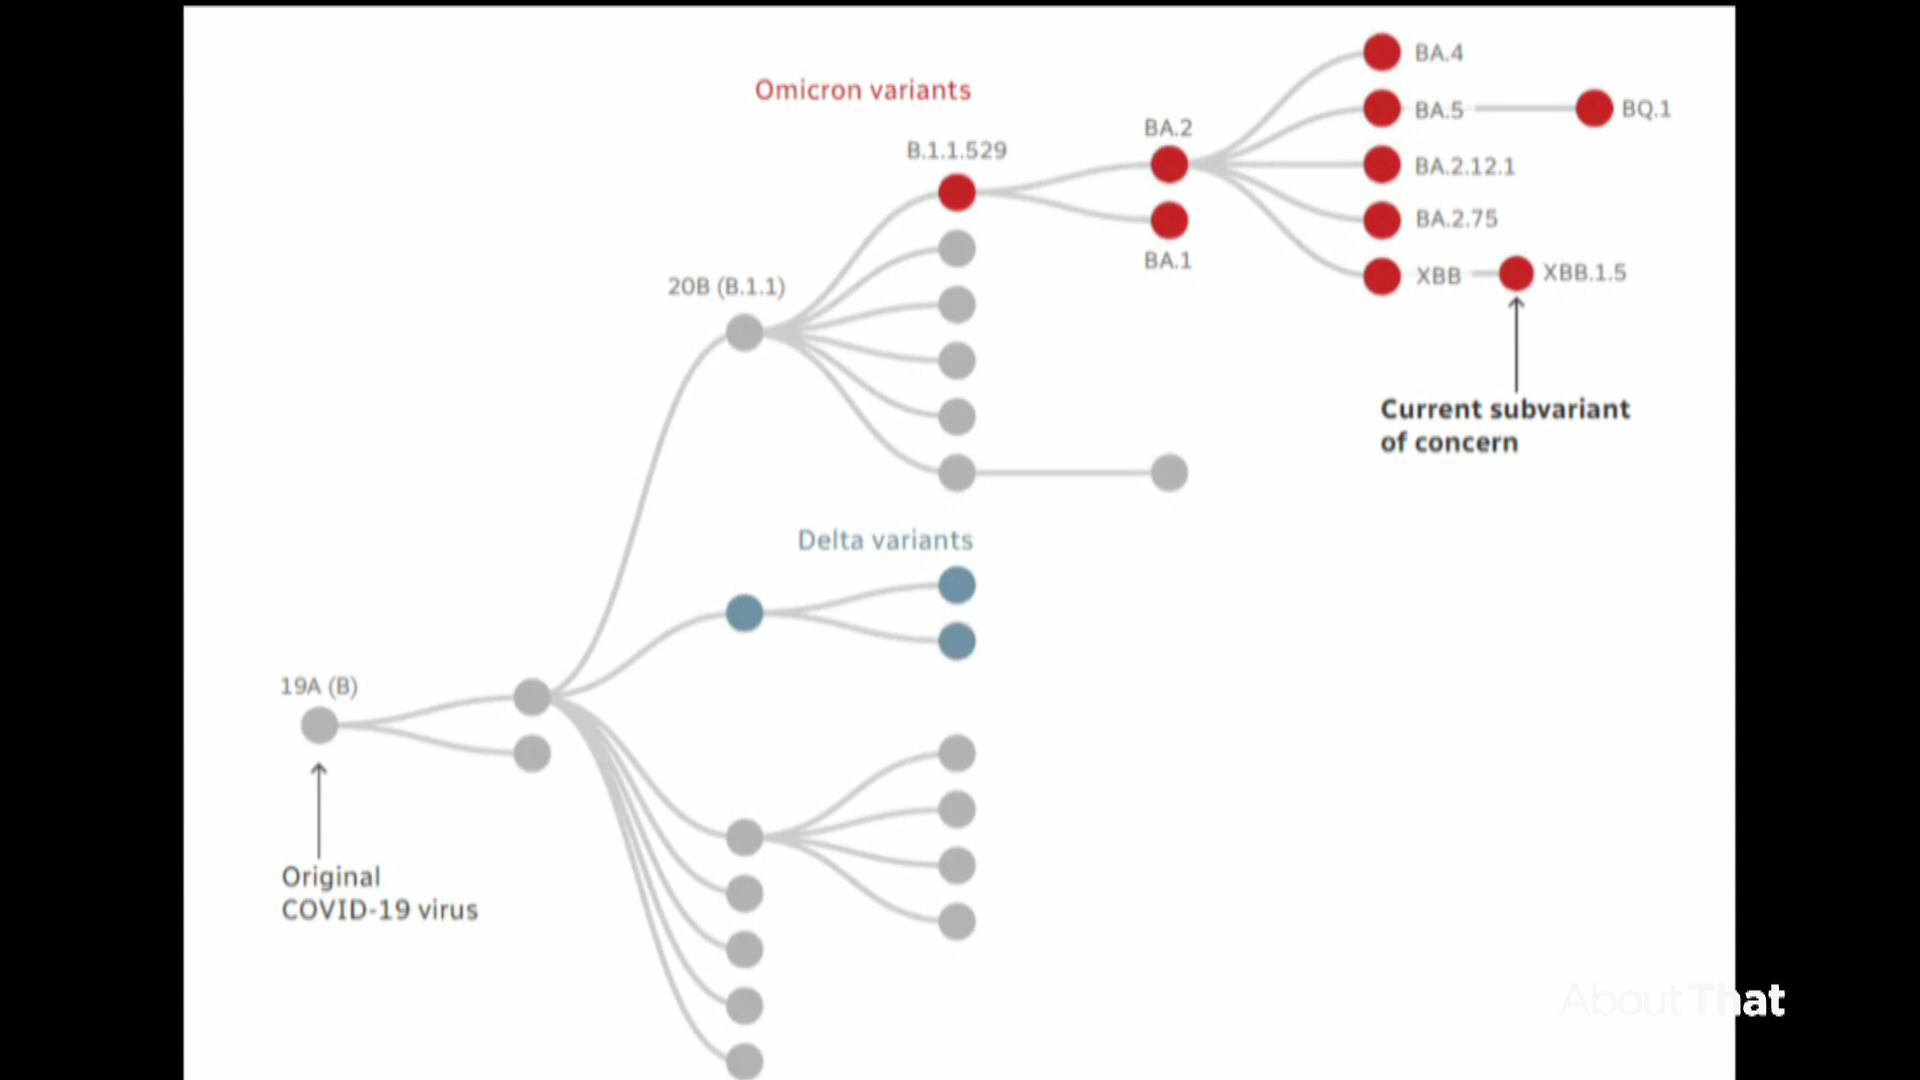 Omicron variants
B.1.1.529
BA.2
BA.1
BA.4
BA.5
BQ.1
BA.2.12.1
BA.2.75
XBB
XBB.1.5
20B (B.1.1)
Current subvariant
of concern
Delta variants
19A (B)
Original
COVID-19 virus
About That